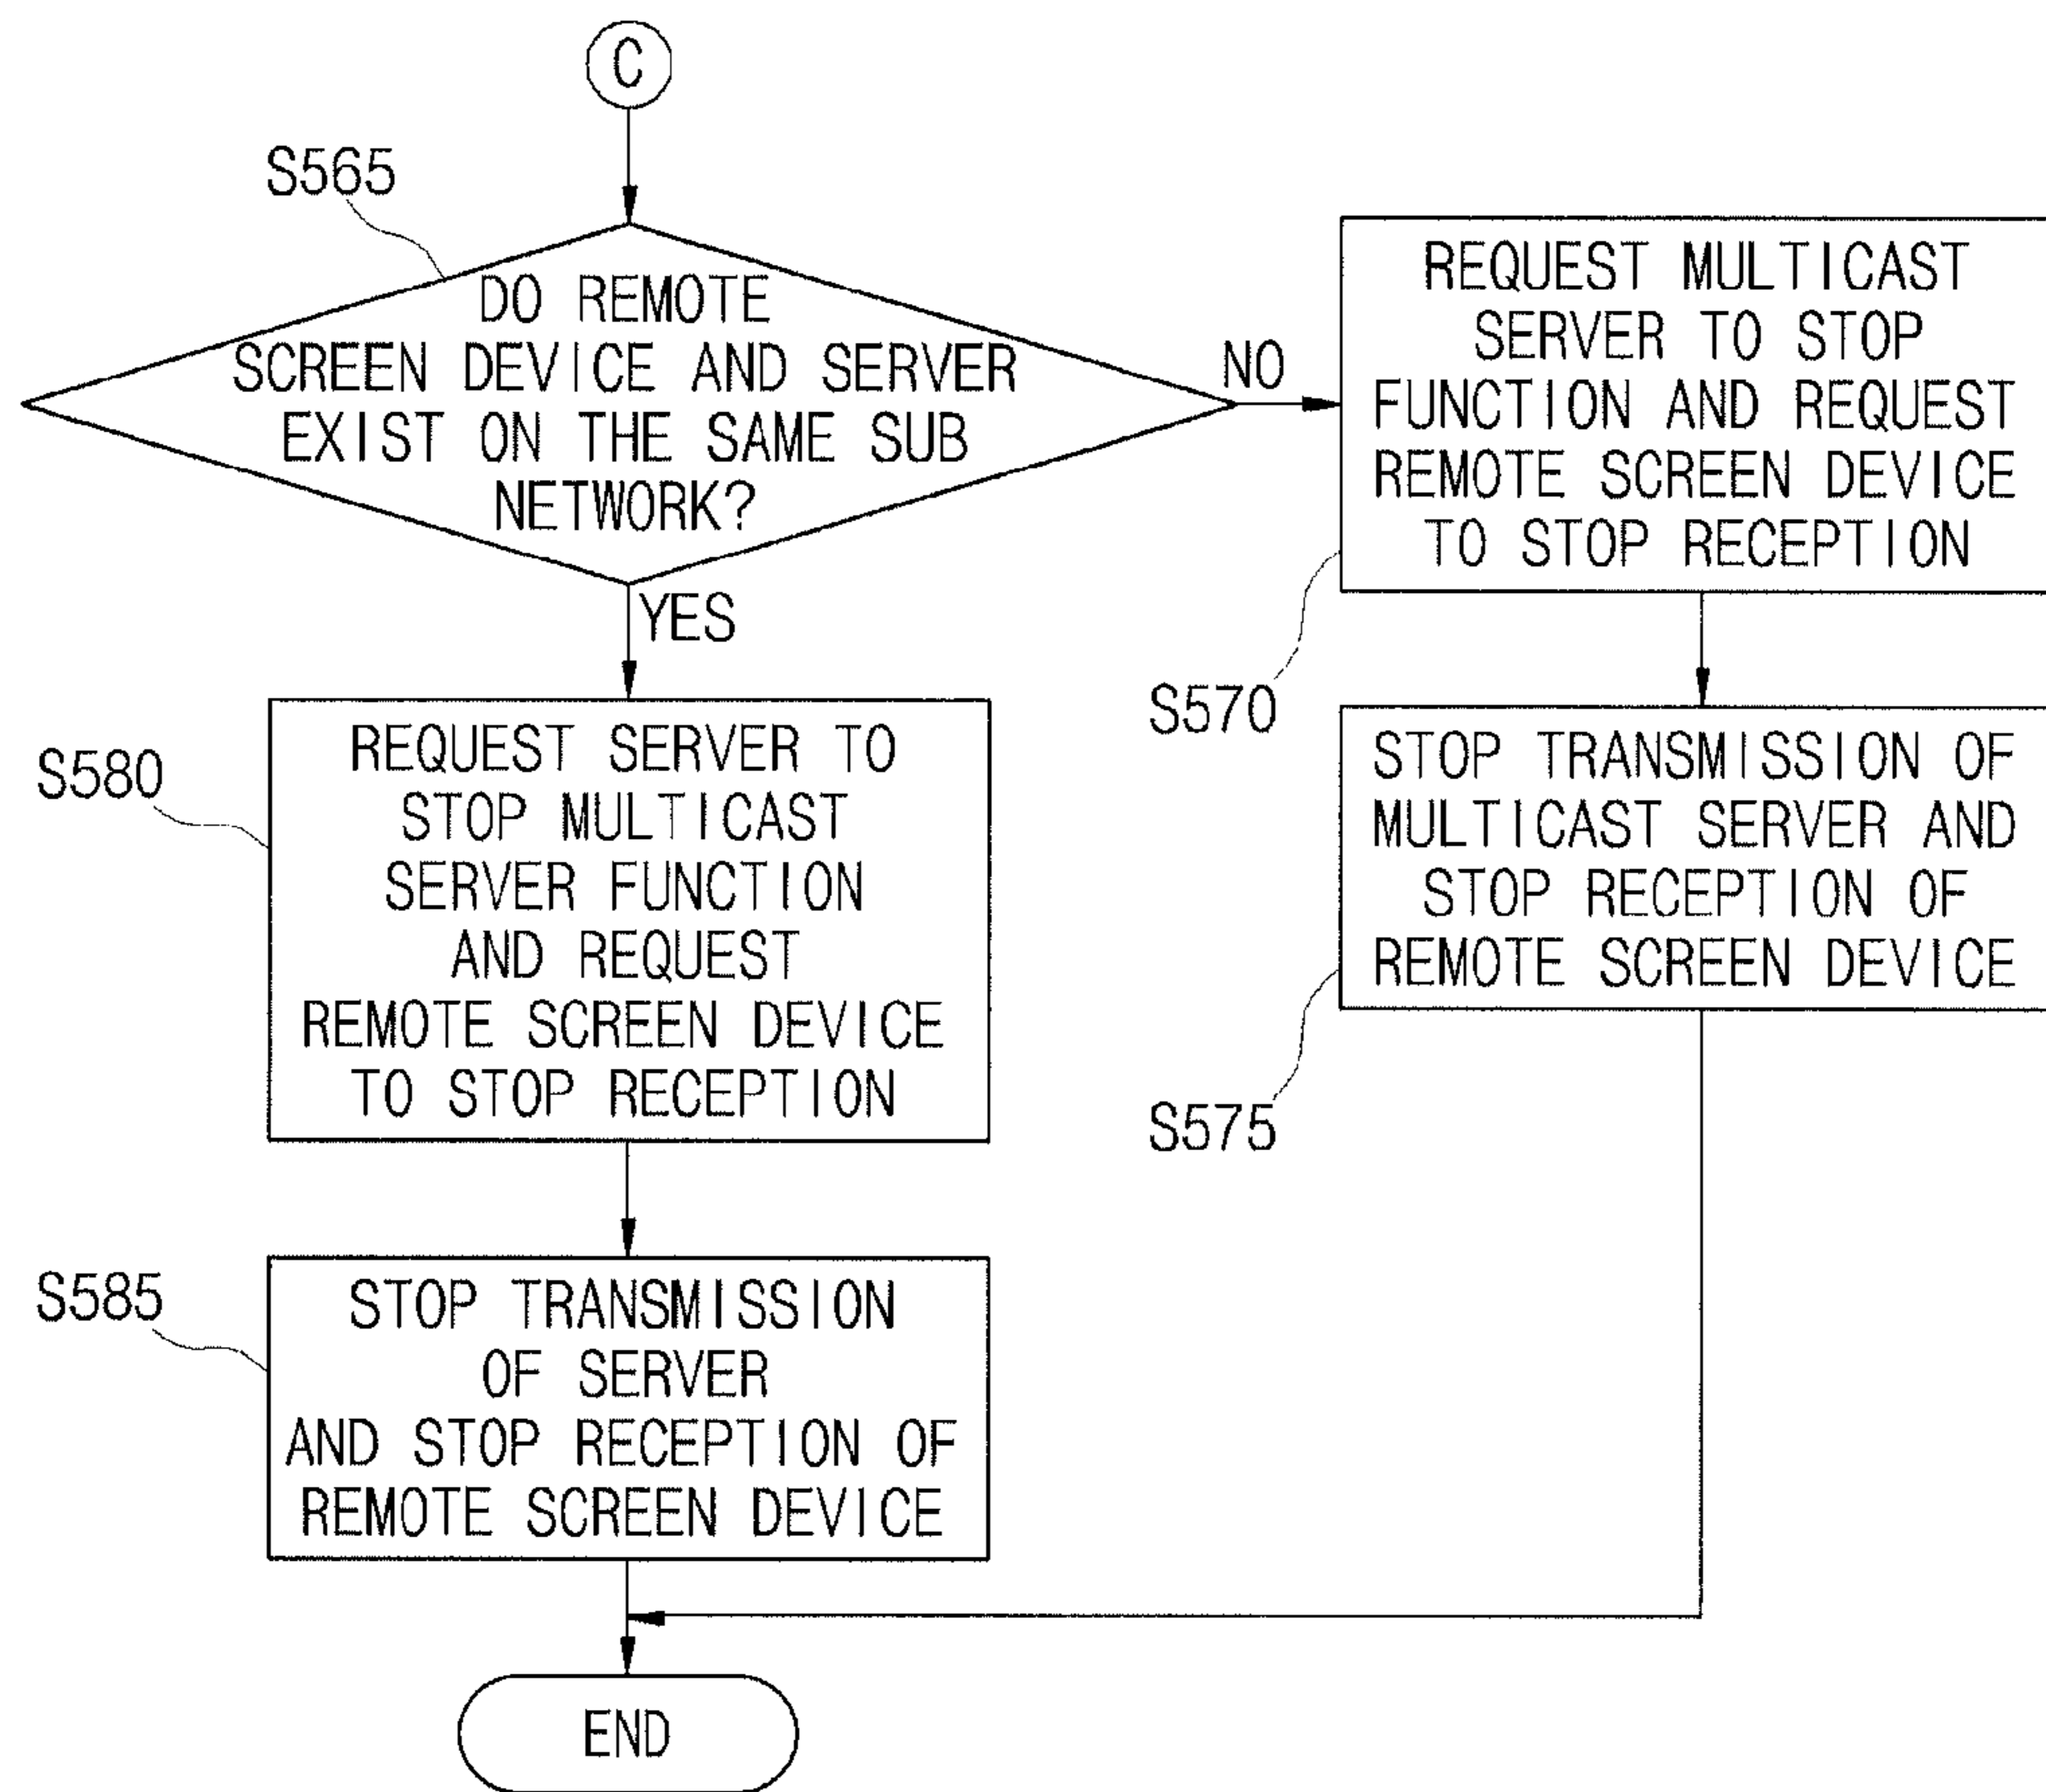 C
S565
DO REMOTE
SCREEN DEVICE AND SERVER
EXIST ON THE SAME SUB
NETWORK?
NO
YES
REQUEST MULTICAST
SERVER TO STOP
FUNCTION AND REQUEST
REMOTE SCREEN DEVICE
TO STOP RECEPTION
S570
STOP TRANSMISSION OF
MULTICAST SERVER AND
STOP RECEPTION OF
REMOTE SCREEN DEVICE
S575
S580
REQUEST SERVER TO
STOP MULTICAST
SERVER FUNCTION
AND REQUEST
REMOTE SCREEN DEVICE
TO STOP RECEPTION
S585
STOP TRANSMISSION
OF SERVER
AND STOP RECEPTION OF
REMOTE SCREEN DEVICE
END